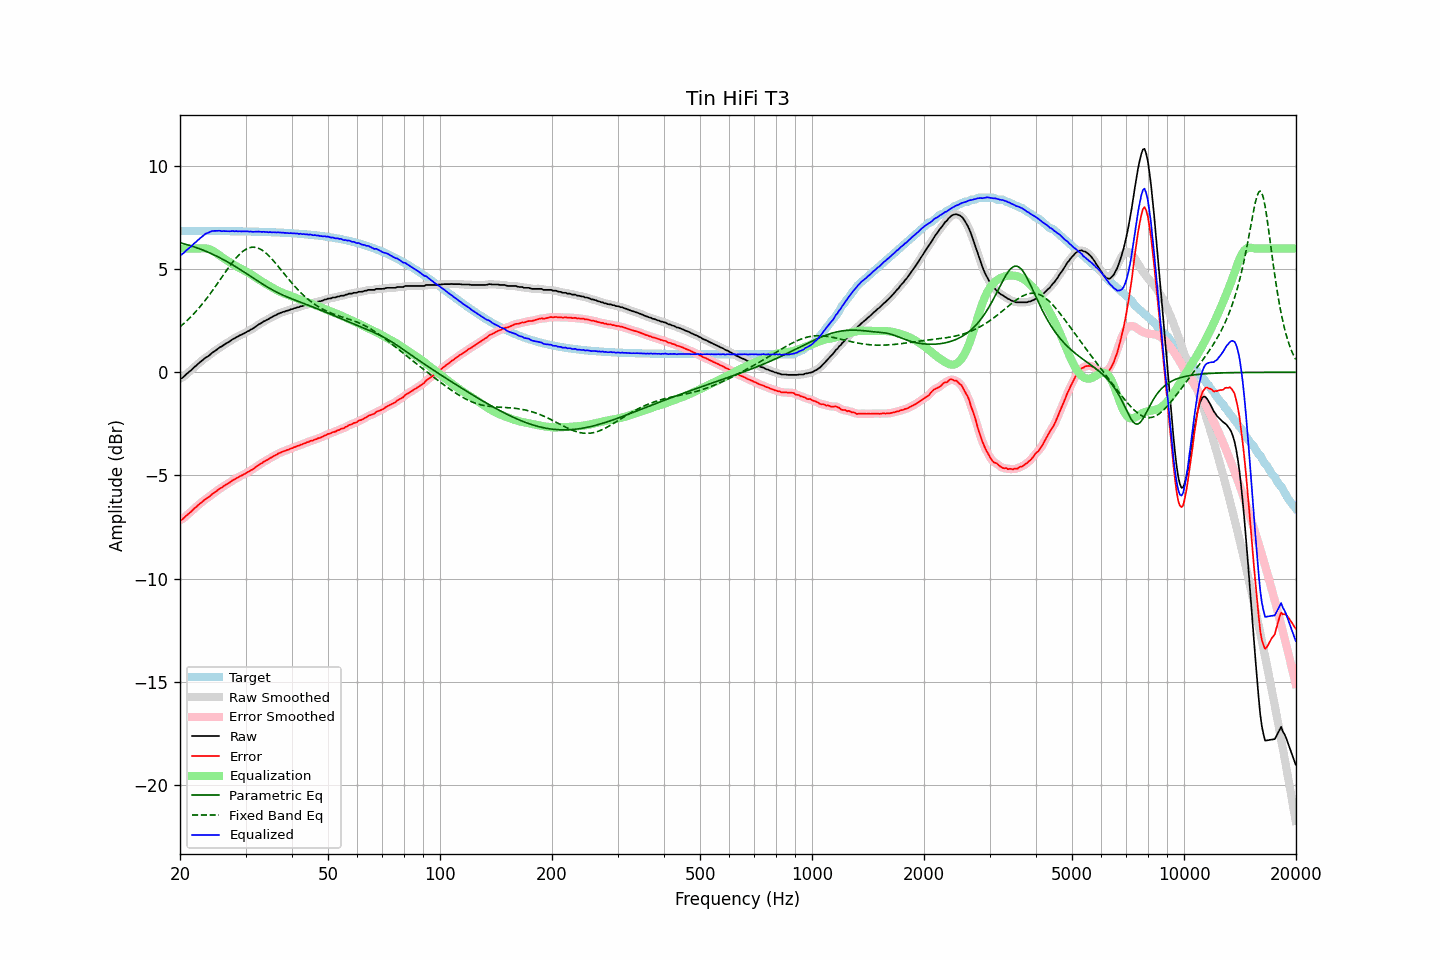 Tin HiFi T3
10
5
0
−5
−10
−15
−20
Amplitude (dBr)
Target
Raw Smoothed
Error Smoothed
Raw
Error
Equalization
Parametric Eq
Fixed Band Eq
Equalized
20 50 100 200 500 1000 2000 5000 10000 20000
Frequency (Hz)